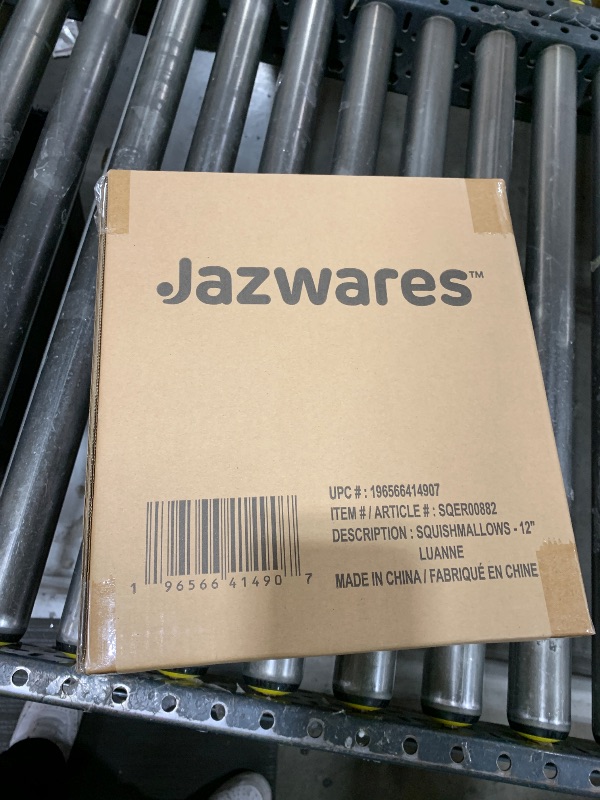 Jazwares™
UPC # : 196566414907
ITEM # / ARTICLE # : SQER00882
DESCRIPTION : SQUISHMALLOWS - 12"
LUANNE
MADE IN CHINA / FABRIQUÉ EN CHINE
1 96566 41490 7